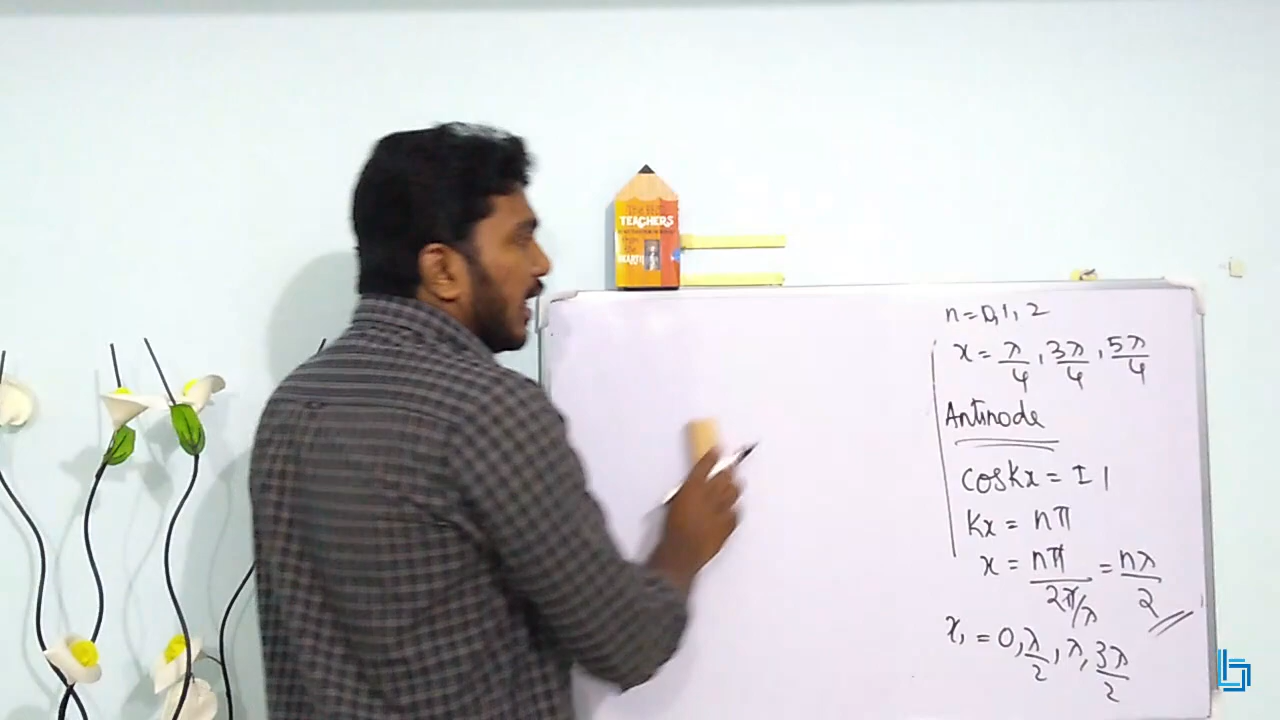 TEACHERS
HEART
n=0,1,2
x = λ/4, 3λ/4, 5λ/4
Antinode
cos Kx = ± 1
Kx = nπ
x = nπ/(2π/λ) = nλ/2
x, = 0, λ/2, λ, 3λ/2